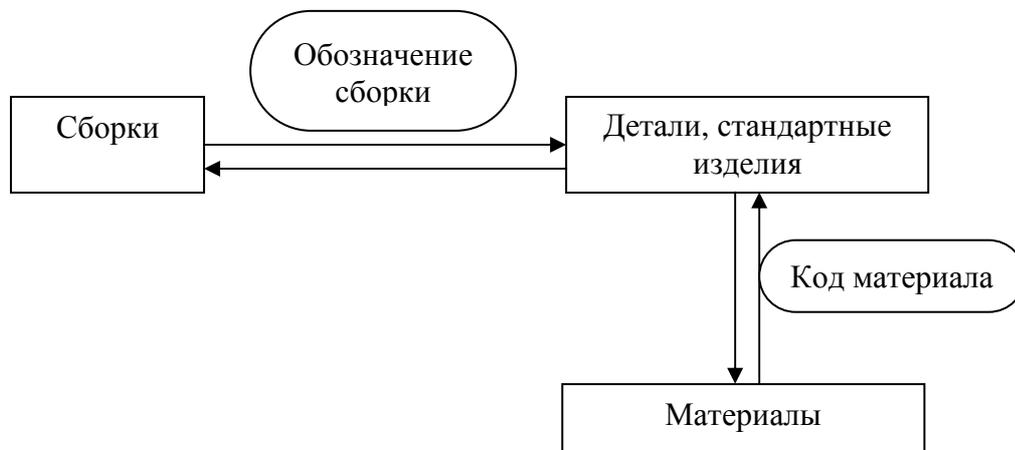 Обозначение
сборки
Сборки
Детали, стандартные
изделия
Код материала
Материалы